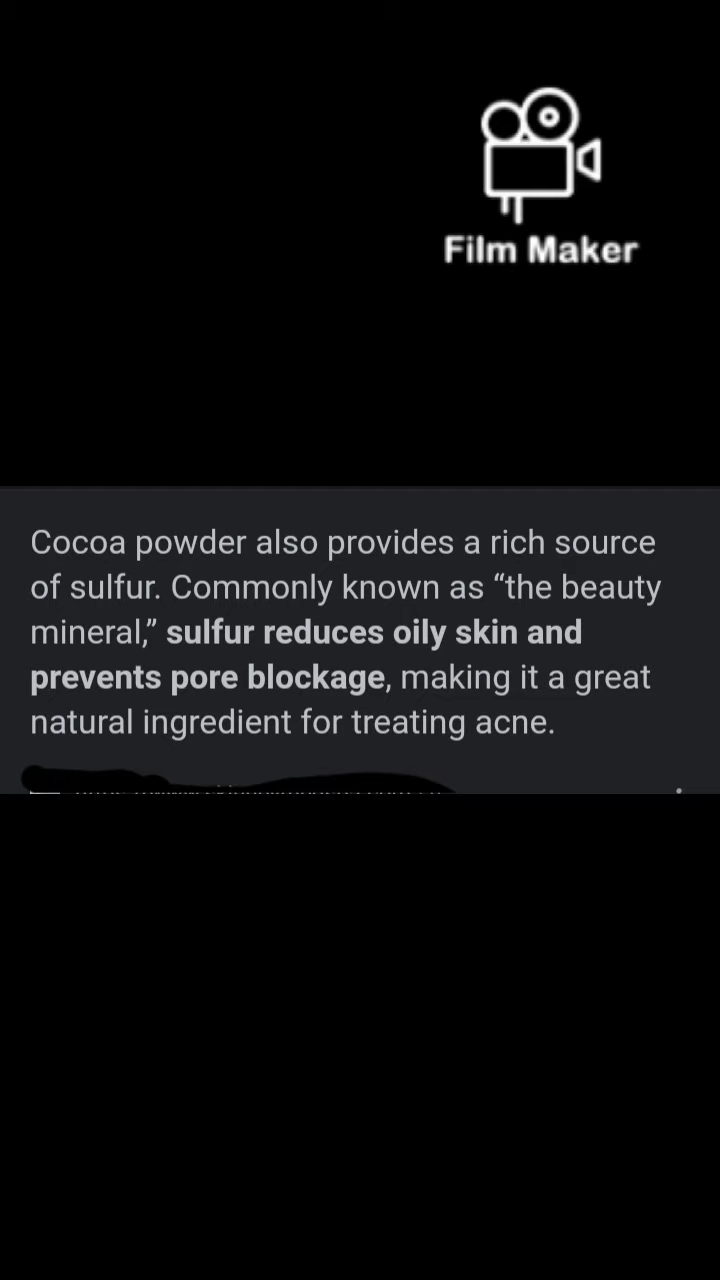 Film Maker
Cocoa powder also provides a rich source
of sulfur. Commonly known as “the beauty
mineral,” sulfur reduces oily skin and
prevents pore blockage, making it a great
natural ingredient for treating acne.